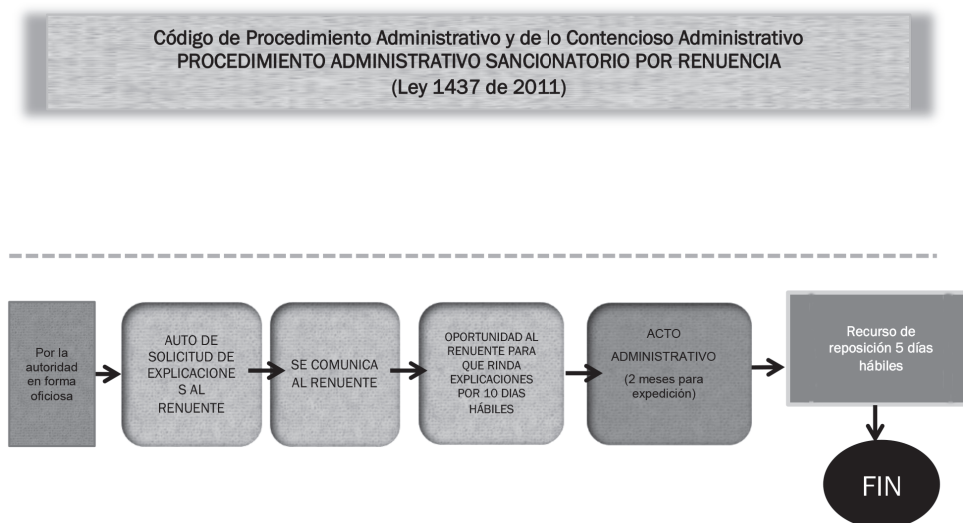 Código de Procedimiento Administrativo y de lo Contencioso Administrativo
PROCEDIMIENTO ADMINISTRATIVO SANCIONATORIO POR RENUENCIA
(Ley 1437 de 2011)
Por la
autoridad
en forma
oficiosa
AUTO DE
SOLICITUD DE
EXPLICACIONE
S AL
RENUENTE
SE COMUNICA
AL RENUENTE
OPORTUNIDAD AL
RENUENTE PARA
QUE RINDA
EXPLICACIONES
POR 10 DIAS
HÁBILES
ACTO
ADMINISTRATIVO
(2 meses para
expedición)
Recurso de
reposición 5 días
hábiles
FIN